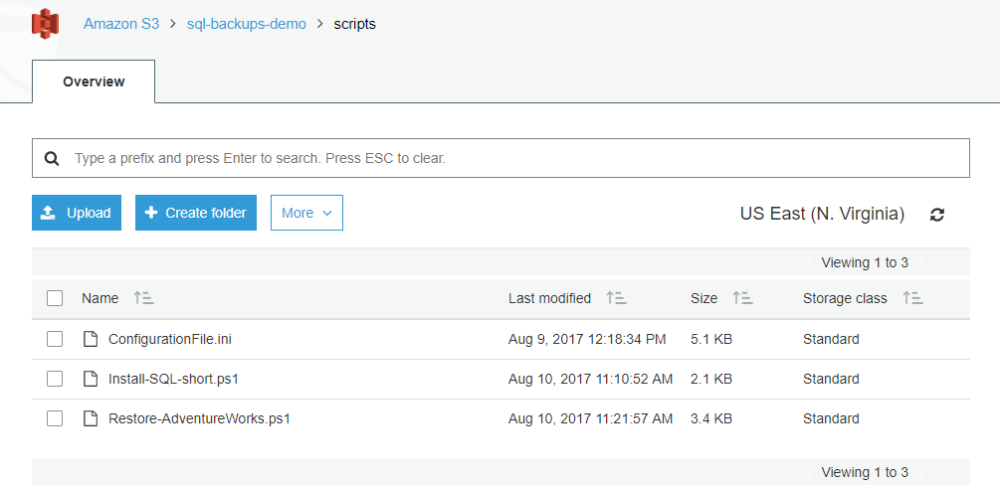 Amazon S3 > sql-backups-demo > scripts
Overview
Type a prefix and press Enter to search. Press ESC to clear.
Upload Create folder More US East (N. Virginia)
Viewing 1 to 3
Name Last modified Size Storage class
ConfigurationFile.ini Aug 9, 2017 12:18:34 PM 5.1 KB Standard
Install-SQL-short.ps1 Aug 10, 2017 11:10:52 AM 2.1 KB Standard
Restore-AdventureWorks.ps1 Aug 10, 2017 11:21:57 AM 3.4 KB Standard
Viewing 1 to 3